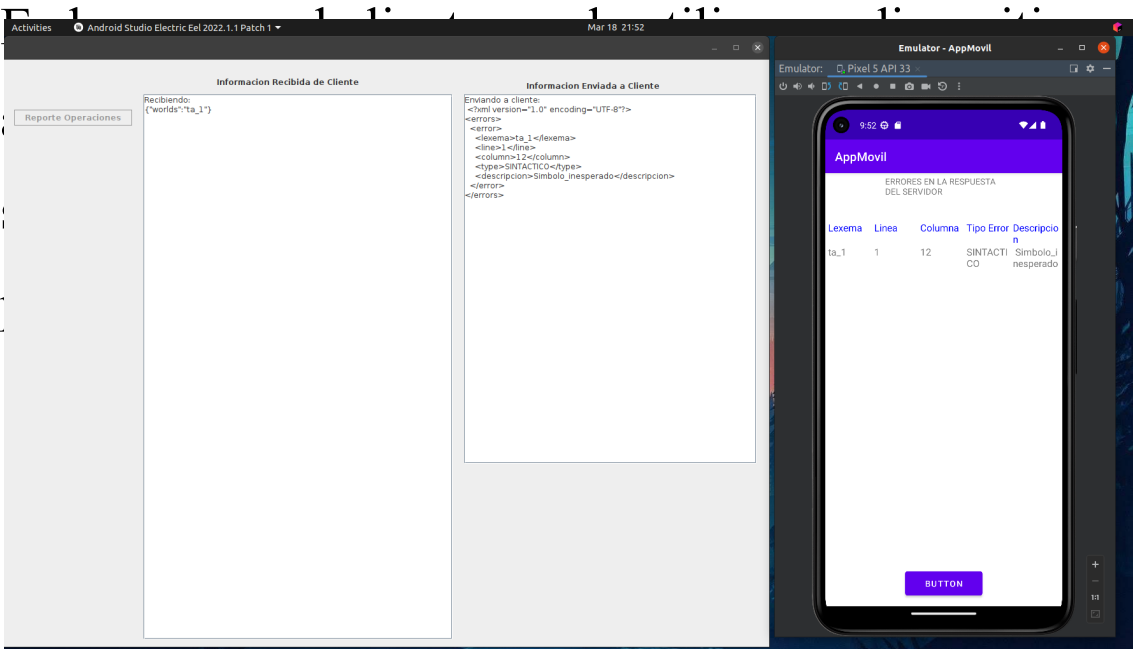 Activities Android Studio Electric Eel 2022.1.1 Patch 1 Mar 18 21:52
Informacion Recibida de Cliente
Informacion Enviada a Cliente
Reporte Operaciones
Recibiendo:
{"worlds":"ta_1"}
Enviando a cliente:
<?xml version="1.0" encoding="UTF-8"?>
<errors>
<error>
<lexema>ta_1</lexema>
<line>1</line>
<column>12</column>
<type>SINTACTICO</type>
<descripcion>Simbolo_inesperado</descripcion>
</error>
</errors>
Emulator - AppMovil
Emulator: Pixel 5 API 33
9:52
AppMovil
ERRORES EN LA RESPUESTA
DEL SERVIDOR
Lexema Linea Columna Tipo Error Descripcio
n
ta_1 1 12 SINTACTI Simbolo_i
CO nesperado
BUTTON
1:1